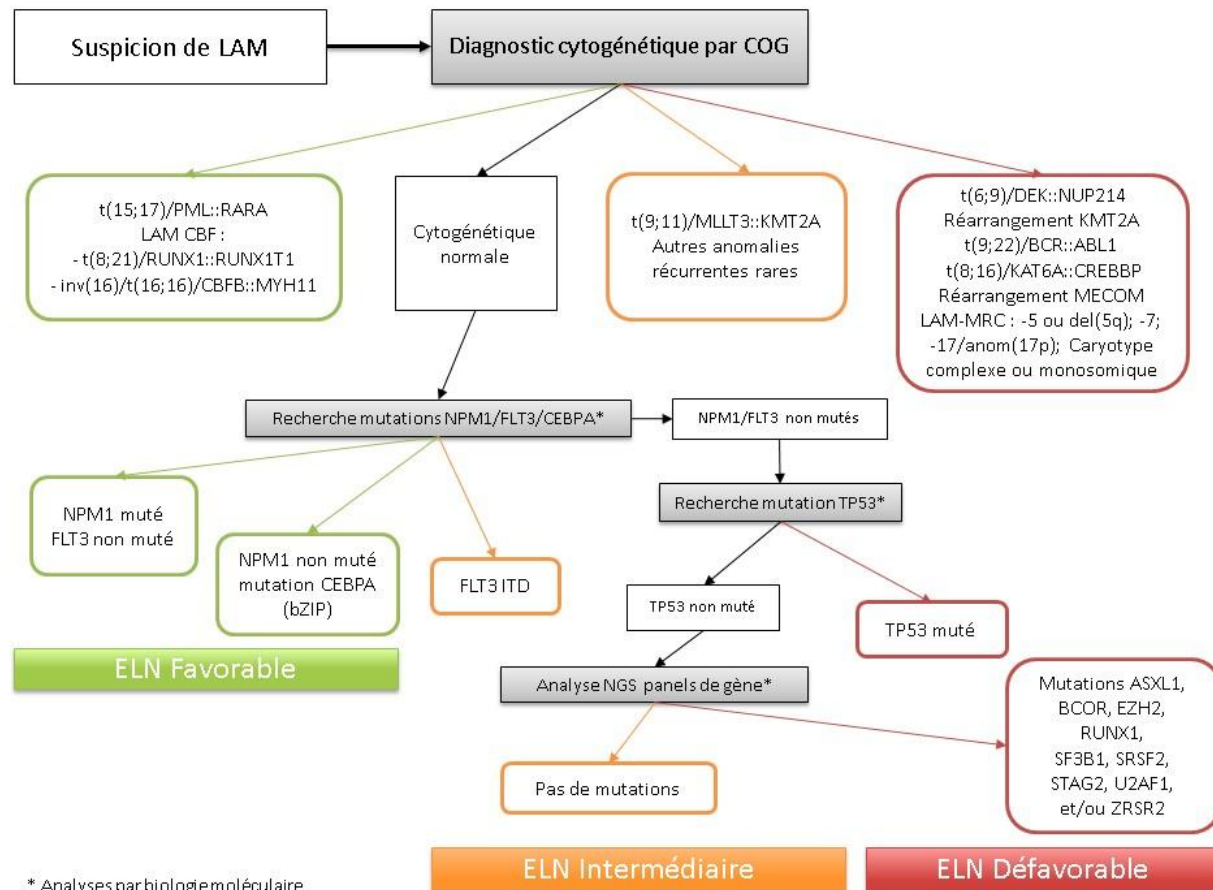 Suspicion de LAM
Diagnostic cytogénétique par COG
t(15;17)/PML::RARA
LAM CBF :
- t(8;21)/RUNX1::RUNX1T1
- inv(16)/t(16;16)/CBFB::MYH11
Cytogénétique
normale
t(9;11)/MLLT3::KMT2A
Autres anomalies
récurrentes rares
t(6;9)/DEK::NUP214
Réarrangement KMT2A
t(9;22)/BCR::ABL1
t(8;16)/KAT6A::CREBBP
Réarrangement MECOM
LAM-MRC : -5 ou del(5q); -7;
-17/anom(17p); Caryotype
complexe ou monosomique
Recherche mutations NPM1/FLT3/CEBPA*
NPM1/FLT3 non mutés
NPM1 muté
FLT3 non muté
NPM1 non muté
mutation CEBPA
(bZIP)
FLT3 ITD
Recherche mutation TP53*
TP53 non muté
TP53 muté
ELN Favorable
Analyse NGS panels de gène*
Pas de mutations
Mutations ASXL1,
BCOR, EZH2,
RUNX1,
SF3B1, SRSF2,
STAG2, U2AF1,
et/ou ZRSR2
ELN Intermédiaire
ELN Défavorable
* Analyses par biologie moléculaire